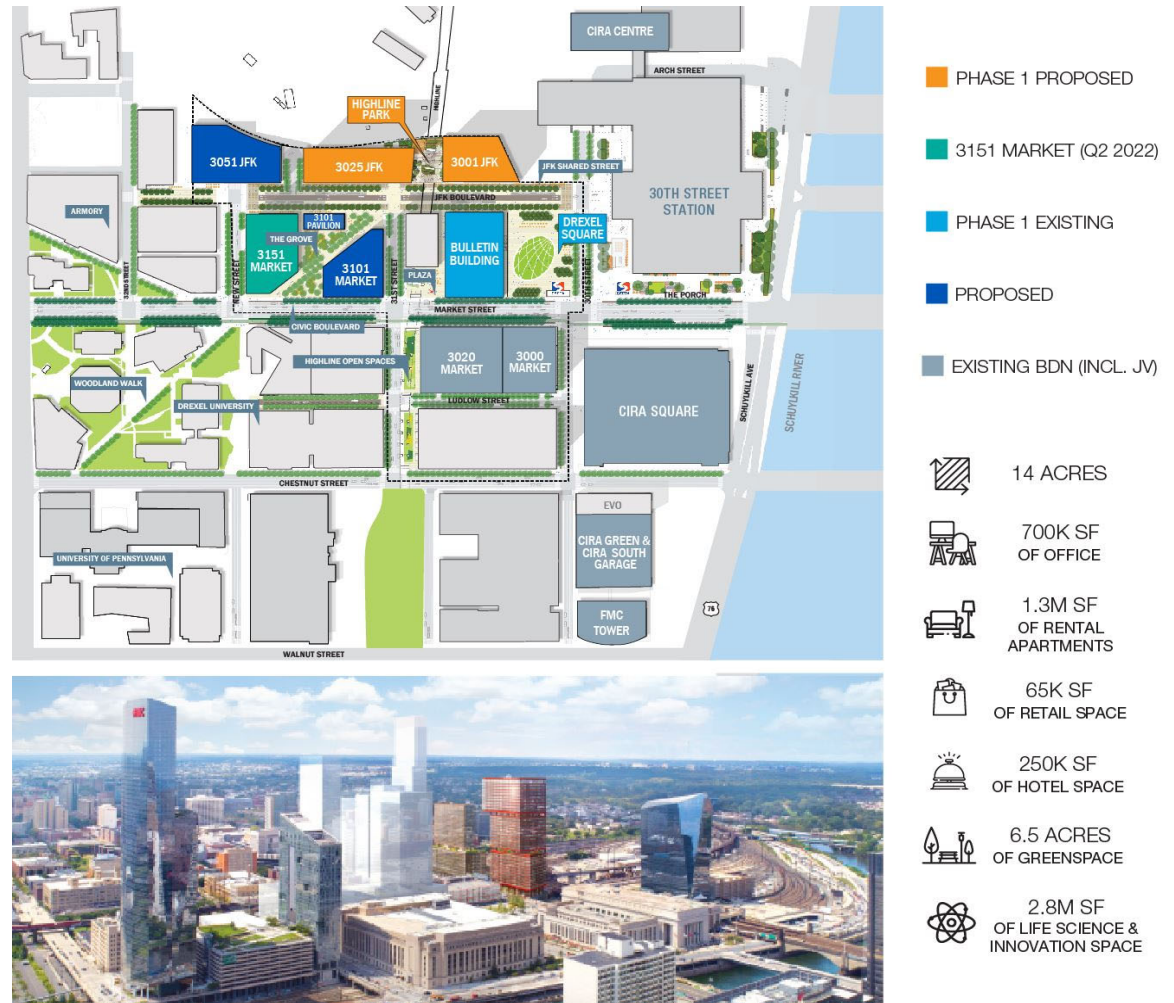 CIRA CENTRE
ARCH STREET
HIGHLINE
HIGHLINE
PARK
3051 JFK
3025 JFK
3001 JFK
JFK SHARED STREET
JFK BOULEVARD
30TH STREET
STATION
ARMORY
32ND STREET
NEW STREET
3151
MARKET
3101
PAVILION
THE GROVE
3101
MARKET
31ST STREET
PLAZA
BULLETIN
BUILDING
DREXEL
SQUARE
30TH STREET
SEPTA
THE PORCH
MARKET STREET
CIVIC BOULEVARD
HIGHLINE OPEN SPACES
3020
MARKET
3000
MARKET
WOODLAND WALK
DREXEL UNIVERSITY
LUDLOW STREET
CIRA SQUARE
SCHUYLKILL AVE
SCHUYLKILL RIVER
CHESTNUT STREET
UNIVERSITY OF PENNSYLVANIA
EVO
CIRA GREEN &
CIRA SOUTH
GARAGE
FMC
TOWER
76
WALNUT STREET
PHASE 1 PROPOSED
3151 MARKET (Q2 2022)
PHASE 1 EXISTING
PROPOSED
EXISTING BDN (INCL. JV)
14 ACRES
700K SF
OF OFFICE
1.3M SF
OF RENTAL
APARTMENTS
65K SF
OF RETAIL SPACE
250K SF
OF HOTEL SPACE
6.5 ACRES
OF GREENSPACE
2.8M SF
OF LIFE SCIENCE &
INNOVATION SPACE